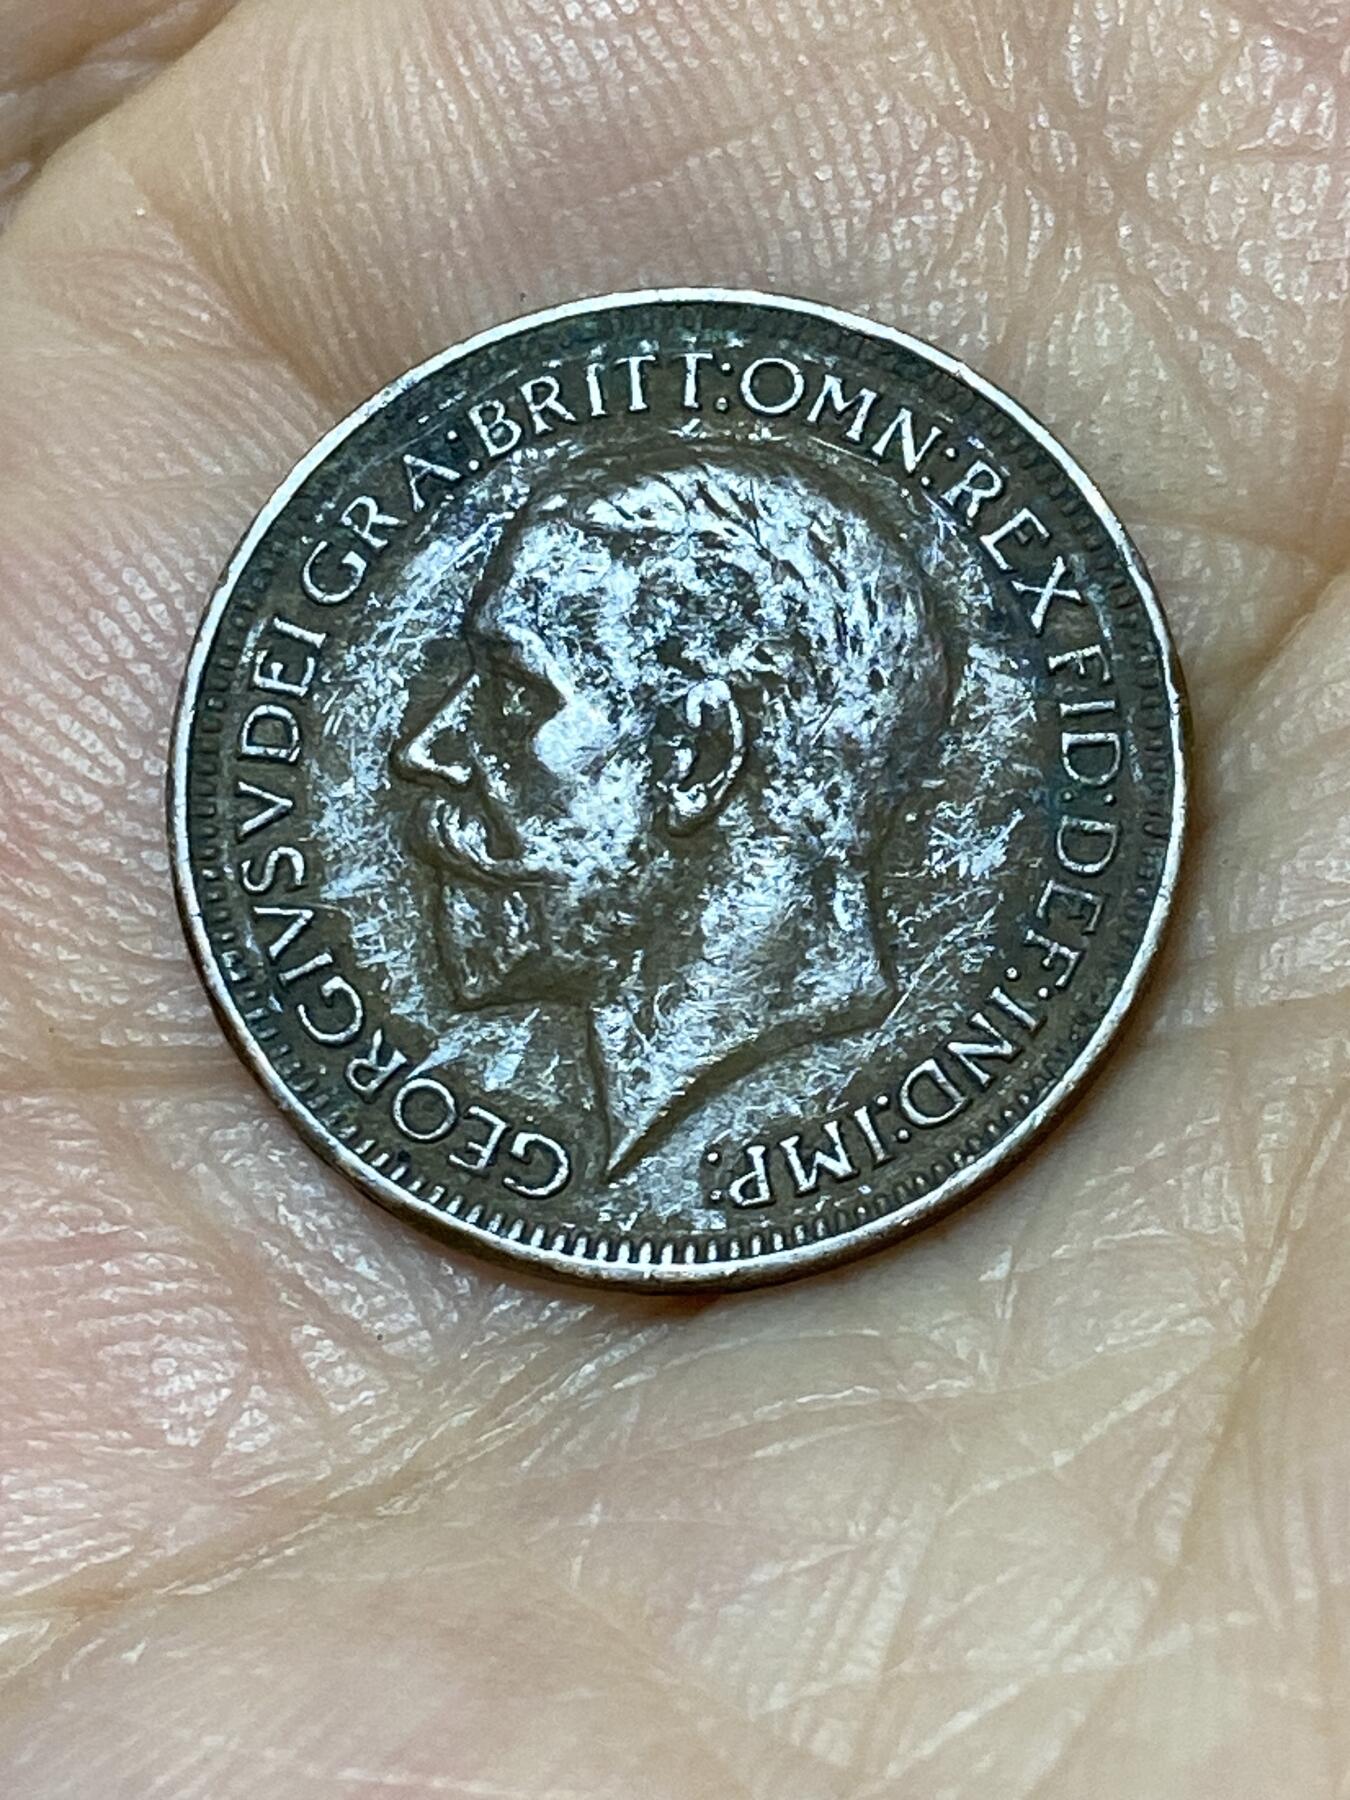 GEORGIVS V DEI GRA: BRITT: OMN: REX FID: DEF: IND: IMP: